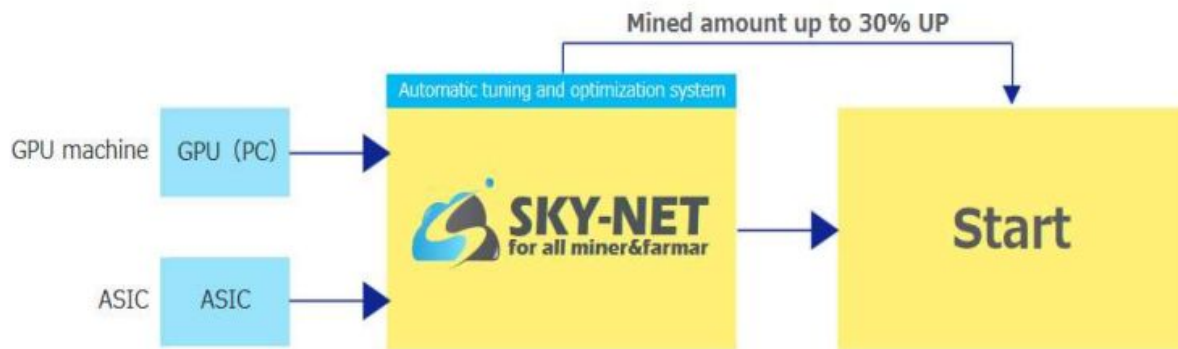 Mined amount up to 30% UP
Automatic tuning and optimization system
GPU machine
GPU (PC)
SKY-NET
for all miner&farmar
Start
ASIC
ASIC